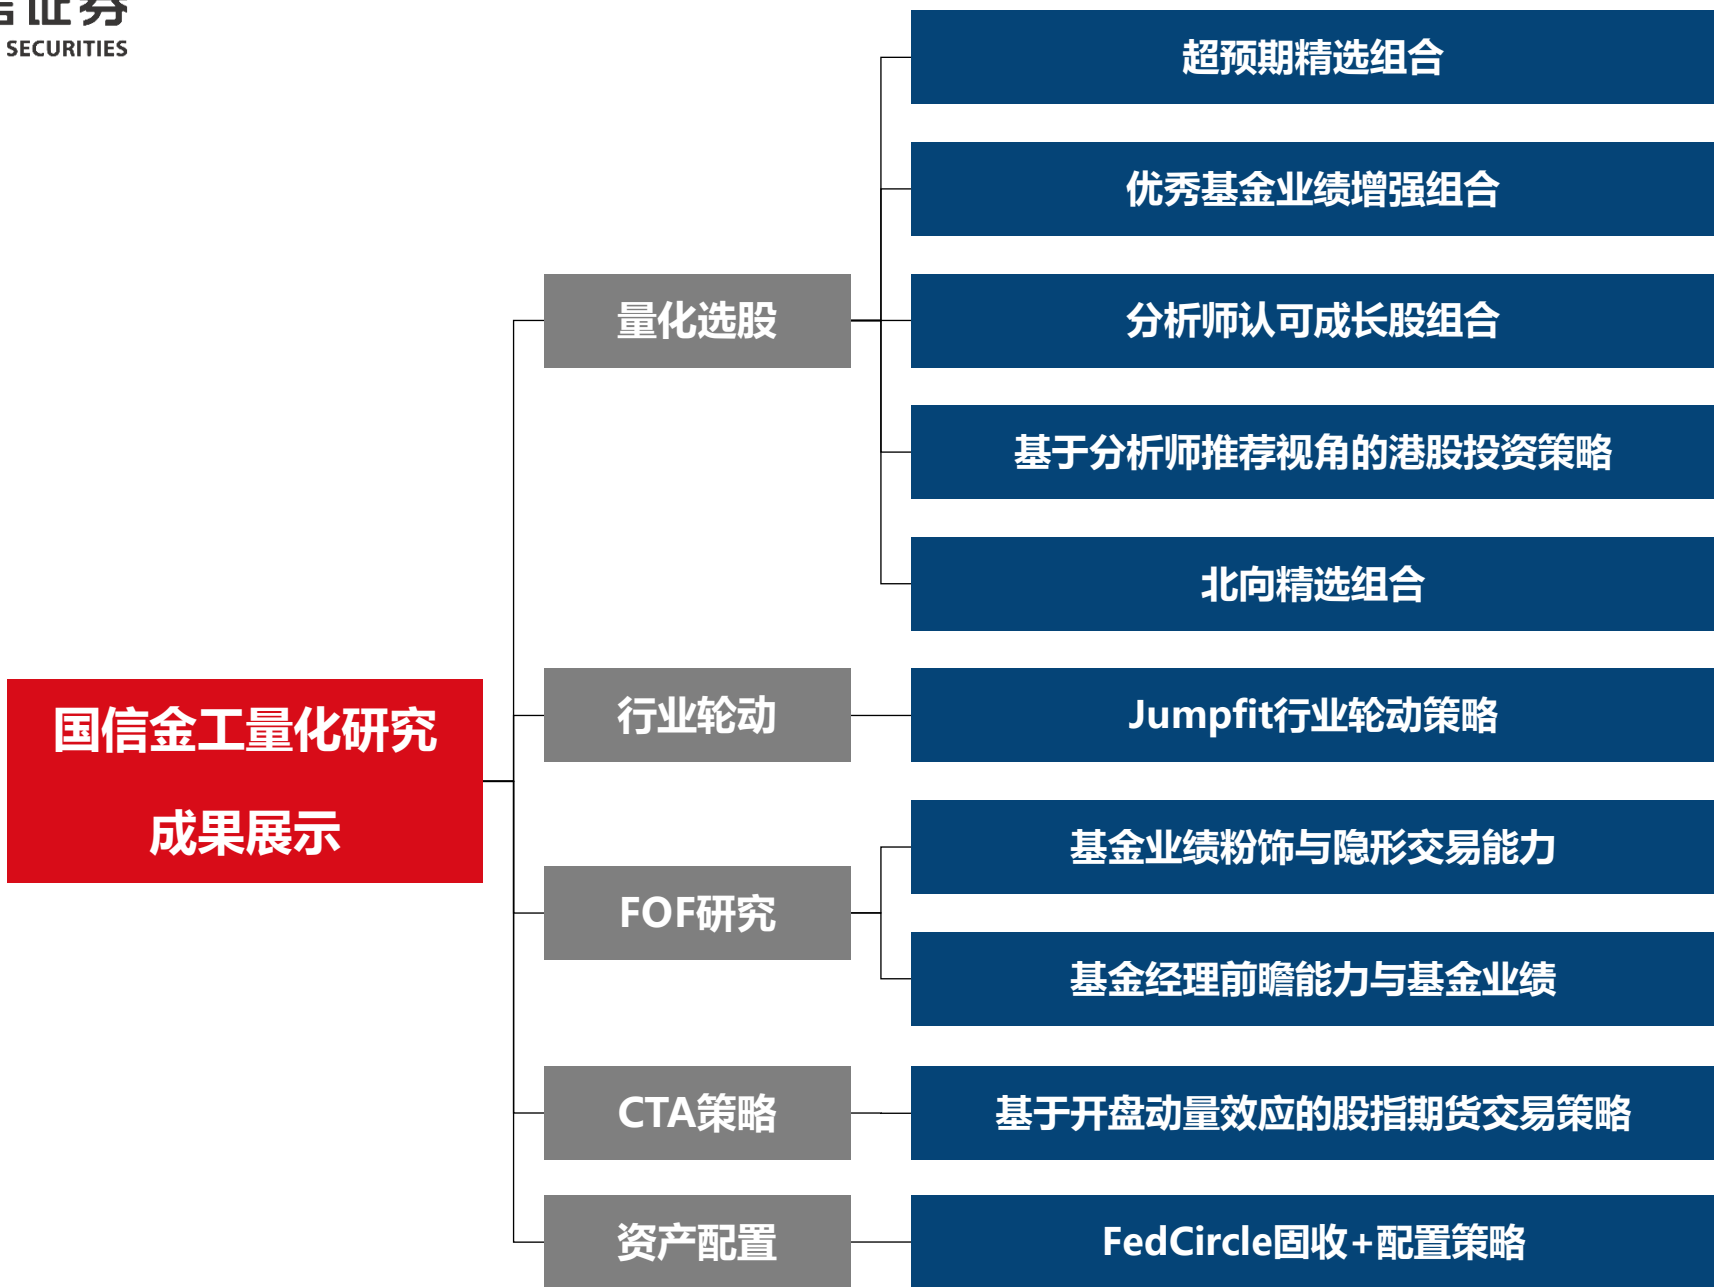 证券
SECURITIES
超预期精选组合
优秀基金业绩增强组合
量化选股
分析师认可成长股组合
基于分析师推荐视角的港股投资策略
北向精选组合
国信金工量化研究
成果展示
行业轮动
Jumpfit行业轮动策略
FOF研究
基金业绩粉饰与隐形交易能力
基金经理前瞻能力与基金业绩
CTA策略
基于开盘动量效应的股指期货交易策略
资产配置
FedCircle固收+配置策略